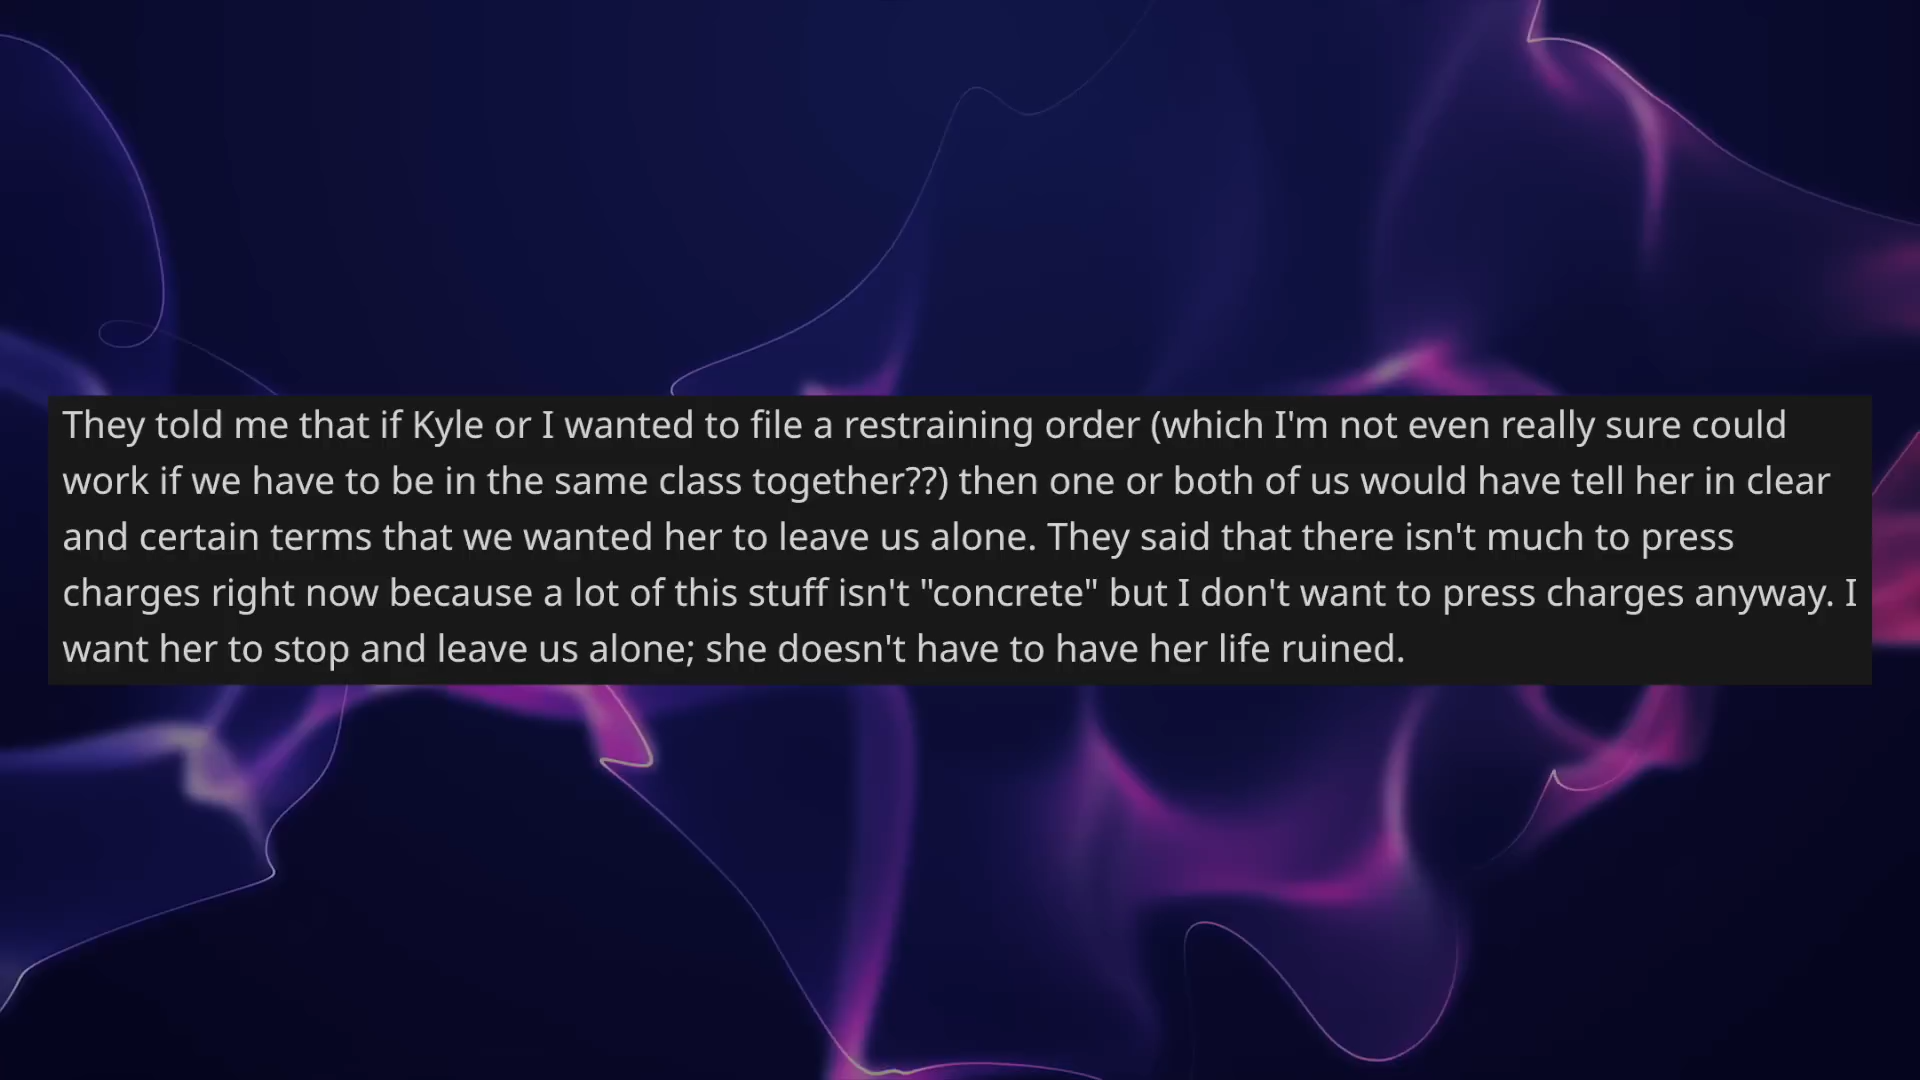 They told me that if Kyle or I wanted to file a restraining order (which I'm not even really sure could
work if we have to be in the same class together??) then one or both of us would have tell her in clear
and certain terms that we wanted her to leave us alone. They said that there isn't much to press
charges right now because a lot of this stuff isn't "concrete" but I don't want to press charges anyway. I
want her to stop and leave us alone; she doesn't have to have her life ruined.